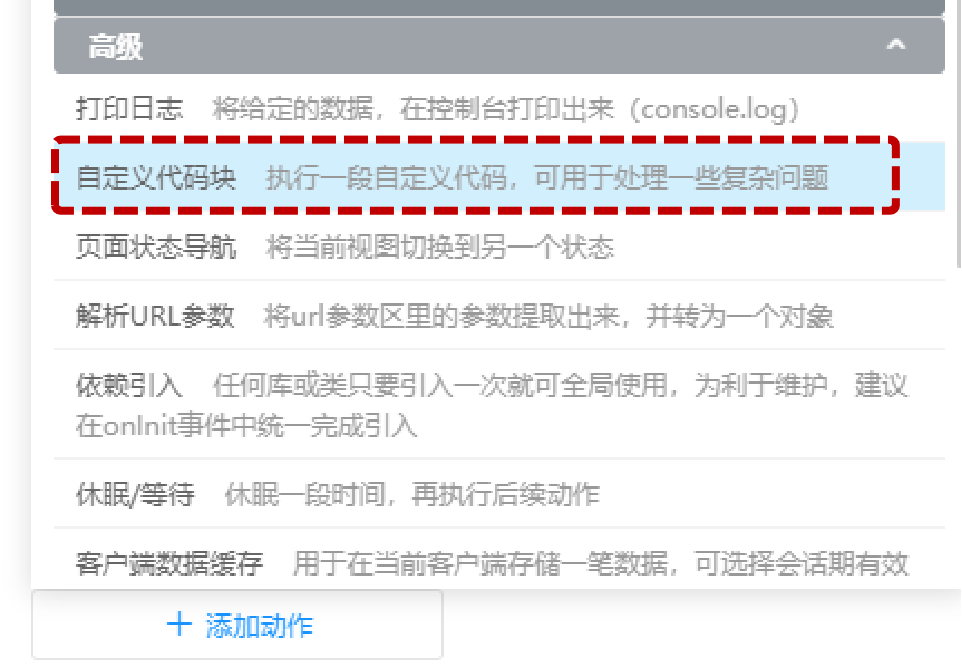 高级
打印日志 将给定的数据，在控制台打印出来（console.log）
自定义代码块 执行一段自定义代码，可用于处理一些复杂问题
页面状态导航 将当前视图切换到另一个状态
解析URL参数 将url参数区里的参数提取出来，并转为一个对象
依赖引入 任何库或类只要引入一次就可全局使用，为利于维护，建议
在onInit事件中统一完成引入
休眠/等待 休眠一段时间，再执行后续动作
客户端数据缓存 用于在当前客户端存储一笔数据，可选择会话期有效
+ 添加动作